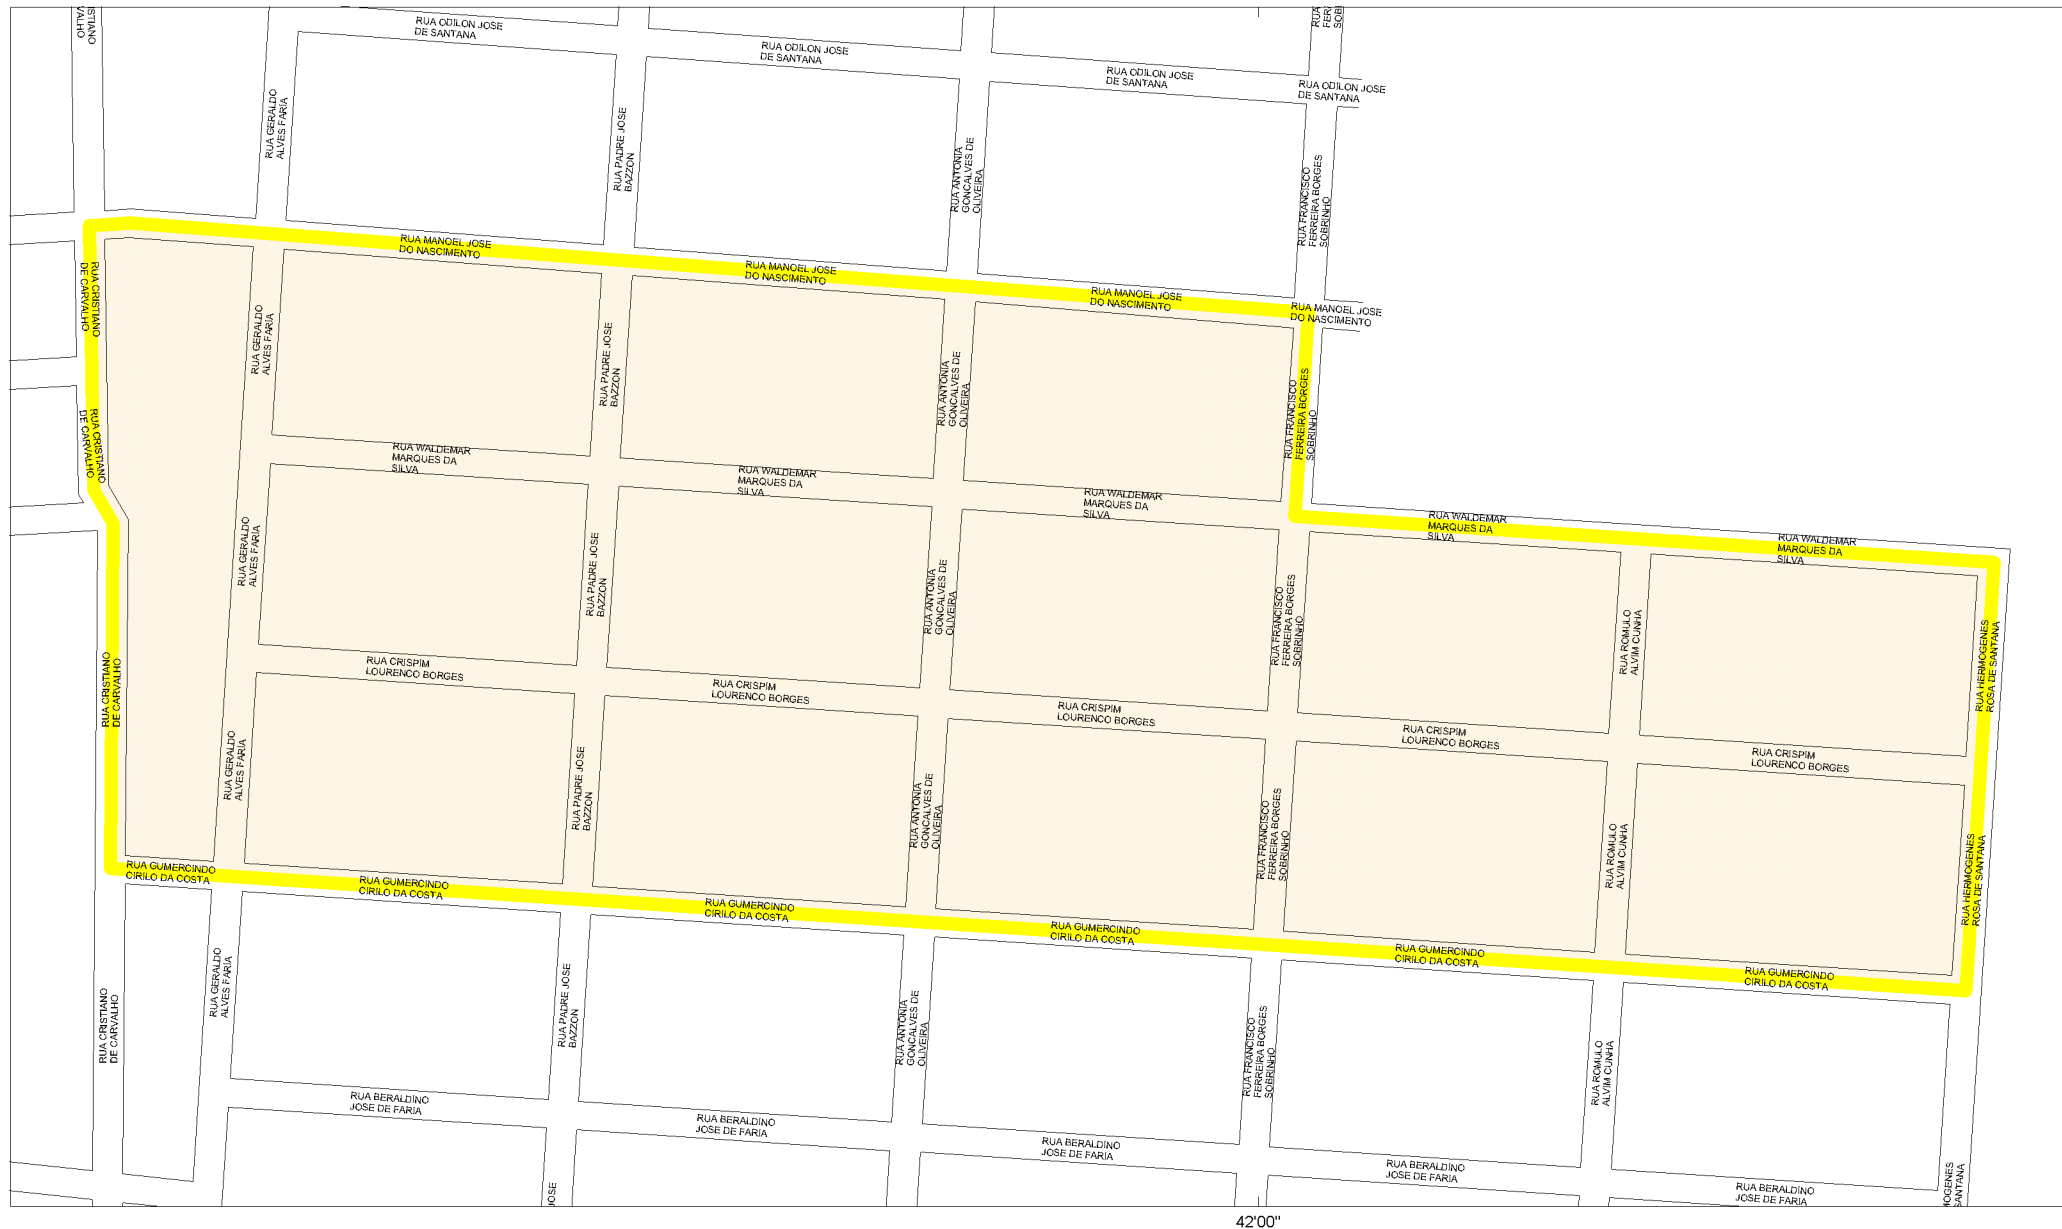 STIANO
VALHO
RUA ODILON JOSE
DE SANTANA
RUA ODILON JOSE
DE SANTANA
RUA ODILON JOSE
DE SANTANA
RUA ODILON JOSE
DE SANTANA
RUA
SOB
RUA GERALDO
ALVES FARIA
RUA PADRE JOSE
BAZZON
RUA ANTONIA
GONCALVES DE
OLIVEIRA
RUA FRANCISCO
FERREIRA BORGES
SOBRINHO
RUA MANOEL JOSE
DO NASCIMENTO
RUA MANOEL JOSE
DO NASCIMENTO
RUA MANOEL JOSE
DO NASCIMENTO
RUA MANOEL JOSE
DO NASCIMENTO
RUA CRISTIANO
DE CARVALHO
RUA GERALDO
ALVES FARIA
RUA PADRE JOSE
BAZZON
RUA ANTONIA
GONCALVES DE
OLIVEIRA
RUA FRANCISCO
FERREIRA BORGES
SOBRINHO
RUA CRISTIANO
DE CARVALHO
RUA WALDEMAR
MARQUES DA
SILVA
RUA WALDEMAR
MARQUES DA
SILVA
RUA WALDEMAR
MARQUES DA
SILVA
RUA WALDEMAR
MARQUES DA
SILVA
RUA WALDEMAR
MARQUES DA
SILVA
RUA GERALDO
ALVES FARIA
RUA PADRE JOSE
BAZZON
RUA ANTONIA
GONCALVES DE
OLIVEIRA
RUA FRANCISCO
FERREIRA BORGES
SOBRINHO
RUA ROMULO
ALVIM CUNHA
RUA HERMOGENES
ROSA DE SANTANA
RUA CRISTIANO
DE CARVALHO
RUA CRISPIM
LOURENCO BORGES
RUA CRISPIM
LOURENCO BORGES
RUA CRISPIM
LOURENCO BORGES
RUA CRISPIM
LOURENCO BORGES
RUA CRISPIM
LOURENCO BORGES
RUA GERALDO
ALVES FARIA
RUA PADRE JOSE
BAZZON
RUA ANTONIA
GONCALVES DE
OLIVEIRA
RUA FRANCISCO
FERREIRA BORGES
SOBRINHO
RUA ROMULO
ALVIM CUNHA
RUA HERMOGENES
ROSA DE SANTANA
RUA GUMERCINDO
CIRILO DA COSTA
RUA GUMERCINDO
CIRILO DA COSTA
RUA GUMERCINDO
CIRILO DA COSTA
RUA GUMERCINDO
CIRILO DA COSTA
RUA GUMERCINDO
CIRILO DA COSTA
RUA GUMERCINDO
CIRILO DA COSTA
RUA CRISTIANO
DE CARVALHO
RUA GERALDO
ALVES FARIA
RUA PADRE JOSE
BAZZON
RUA ANTONIA
GONCALVES DE
OLIVEIRA
RUA FRANCISCO
FERREIRA BORGES
SOBRINHO
RUA ROMULO
ALVIM CUNHA
RUA BERALDINO
JOSE DE FARIA
RUA BERALDINO
JOSE DE FARIA
RUA BERALDINO
JOSE DE FARIA
RUA BERALDINO
JOSE DE FARIA
RUA BERALDINO
JOSE DE FARIA
JOSE
OGENES
SANTANA
42'00"